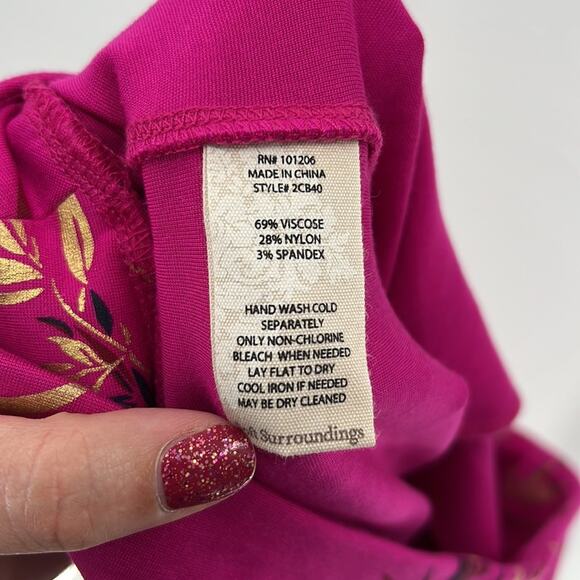 RN# 101206
MADE IN CHINA
STYLE# 2CB40
69% VISCOSE
28% NYLON
3% SPANDEX
HAND WASH COLD
SEPARATELY
ONLY NON-CHLORINE
BLEACH WHEN NEEDED
LAY FLAT TO DRY
COOL IRON IF NEEDED
MAY BE DRY CLEANED
Surroundings